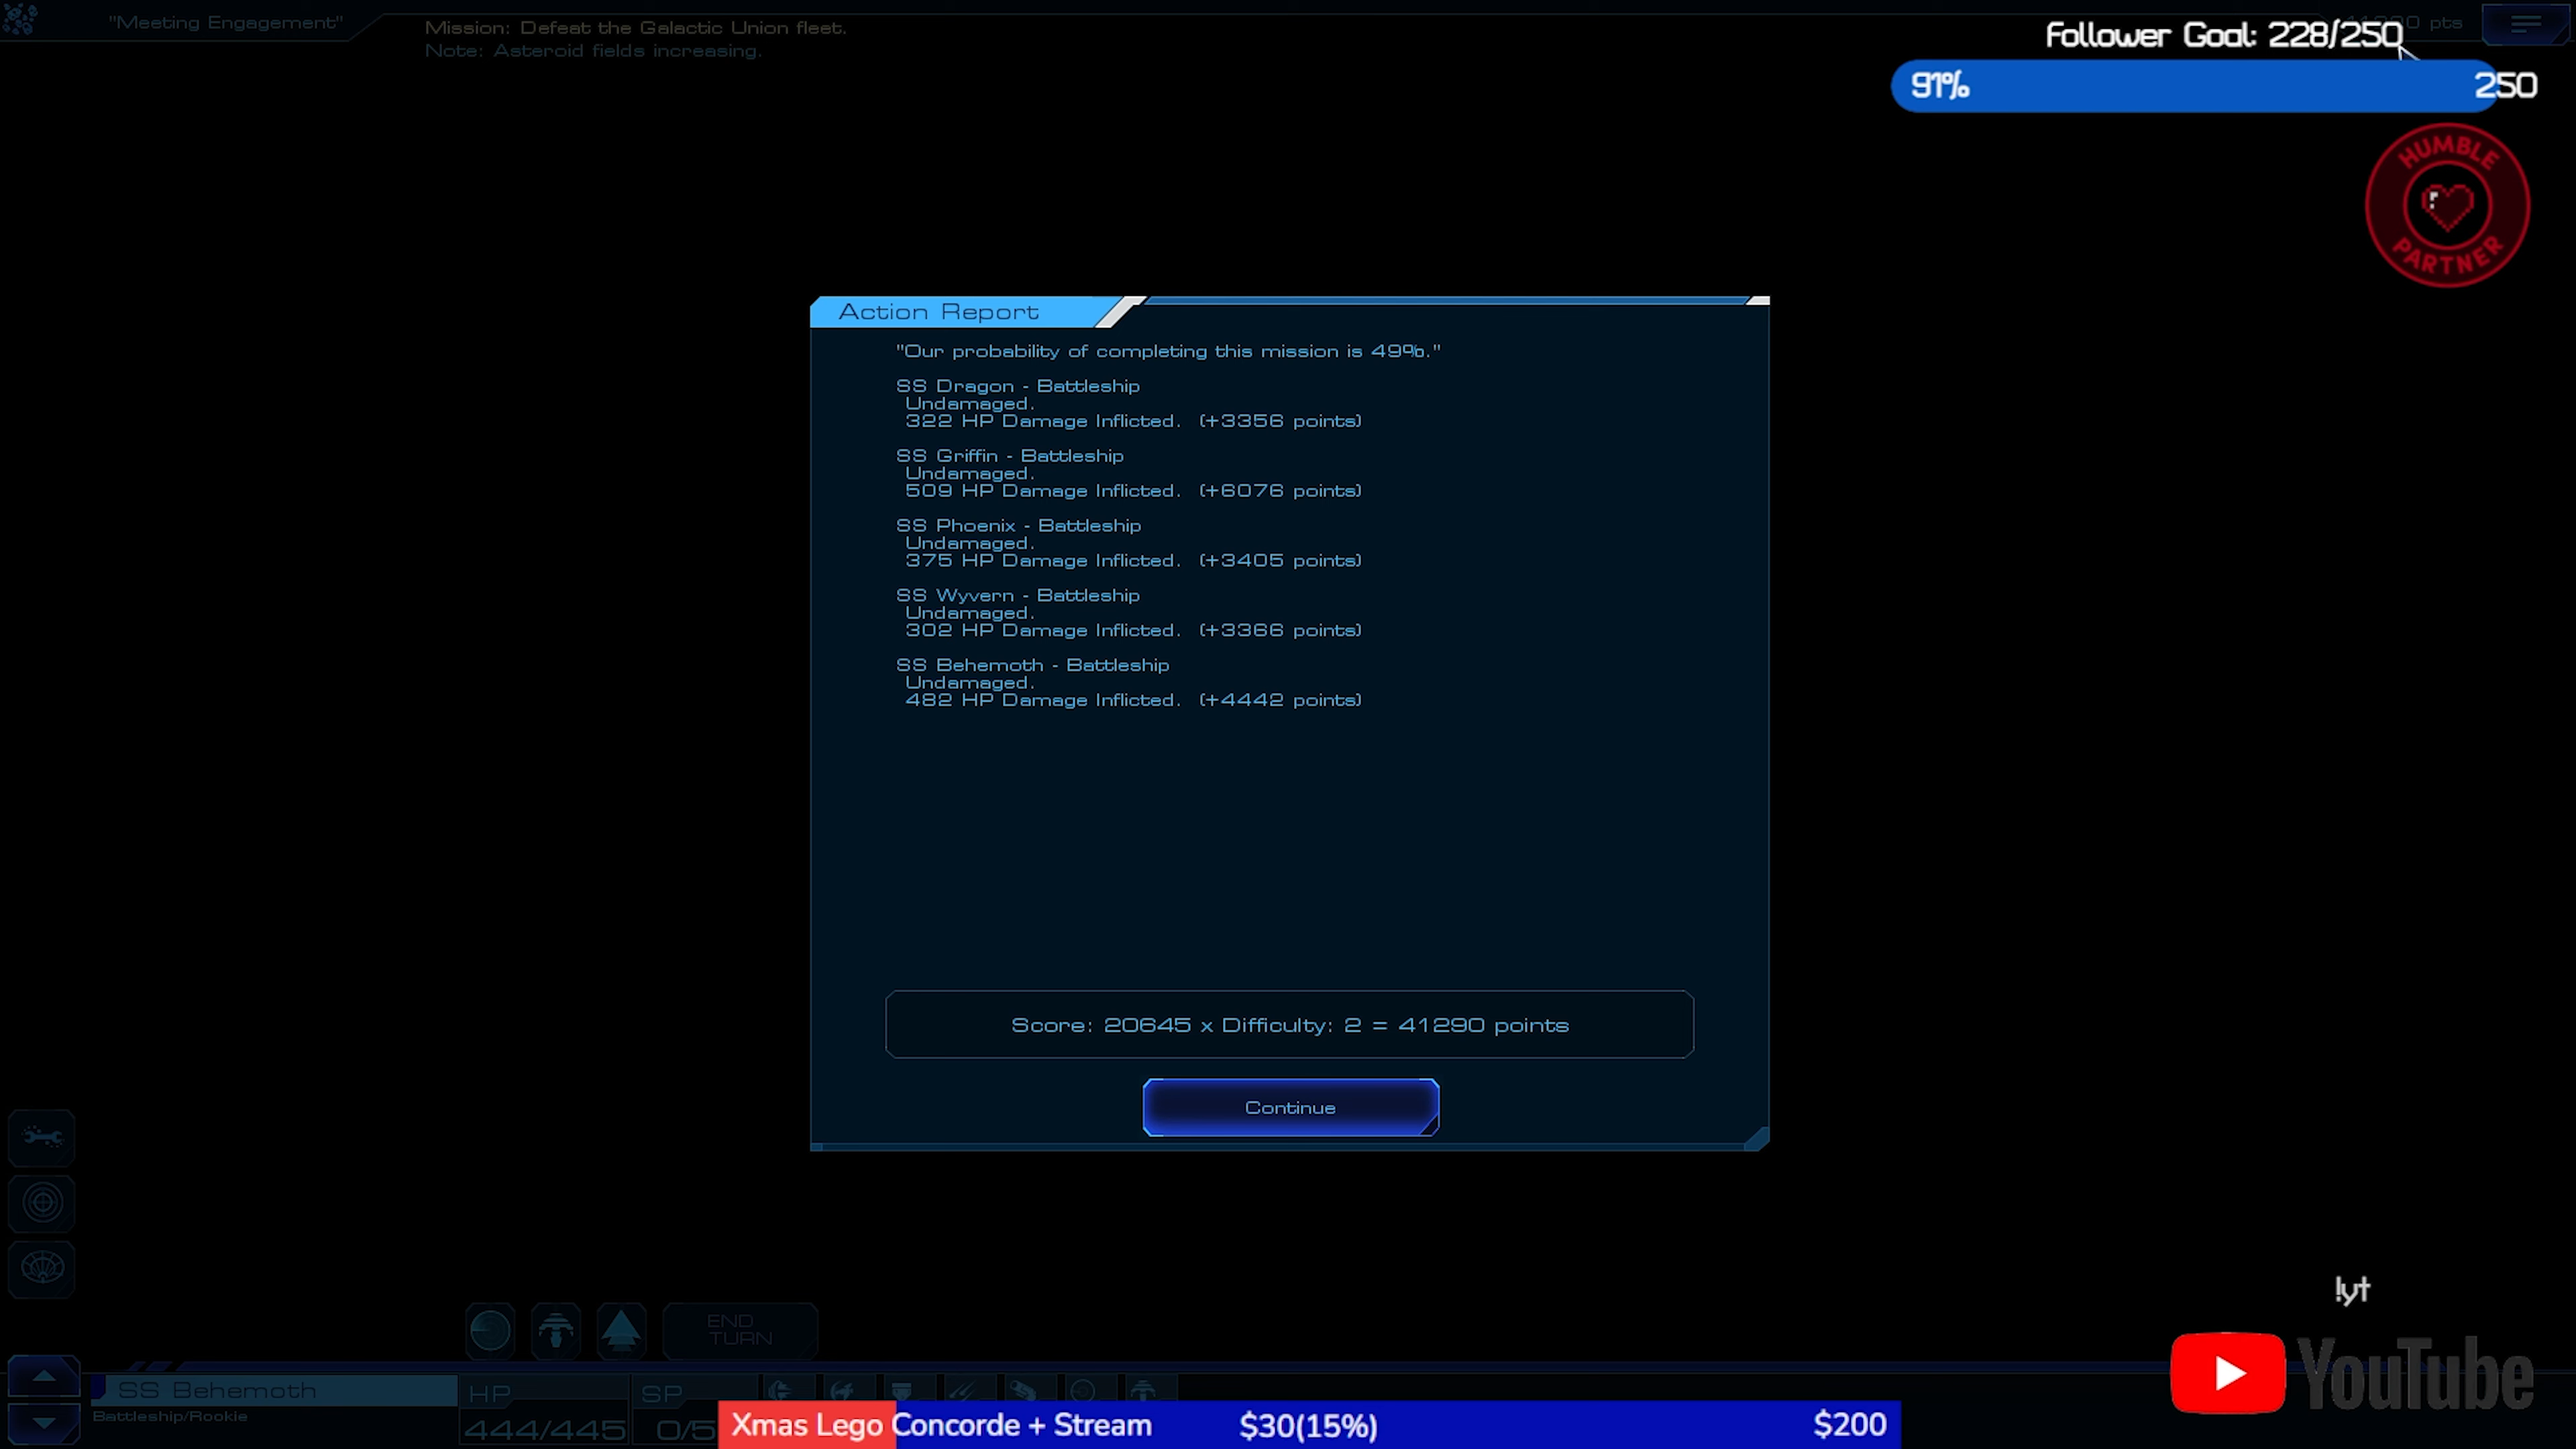 "Meeting Engagement"
Mission: Defeat the Galactic Union fleet.
Note: Asteroid fields increasing.
pts
Follower Goal: 228/250
91%
250
HUMBLE
PARTNER
Action Report
"Our probability of completing this mission is 49%."
SS Dragon - Battleship
Undamaged.
322 HP Damage Inflicted. (+3356 points)
SS Griffin - Battleship
Undamaged.
509 HP Damage Inflicted. (+6076 points)
SS Phoenix - Battleship
Undamaged.
375 HP Damage Inflicted. (+3405 points)
SS Wyvern - Battleship
Undamaged.
302 HP Damage Inflicted. (+3366 points)
SS Behemoth - Battleship
Undamaged.
482 HP Damage Inflicted. (+4442 points)
Score: 20645 x Difficulty: 2 = 41290 points
Continue
!yt
YouTube
END
TURN
SS Behemoth
Battleship/Rookie
HP
444/445
SP
0/5
Xmas Lego Concorde + Stream $30(15%) $200